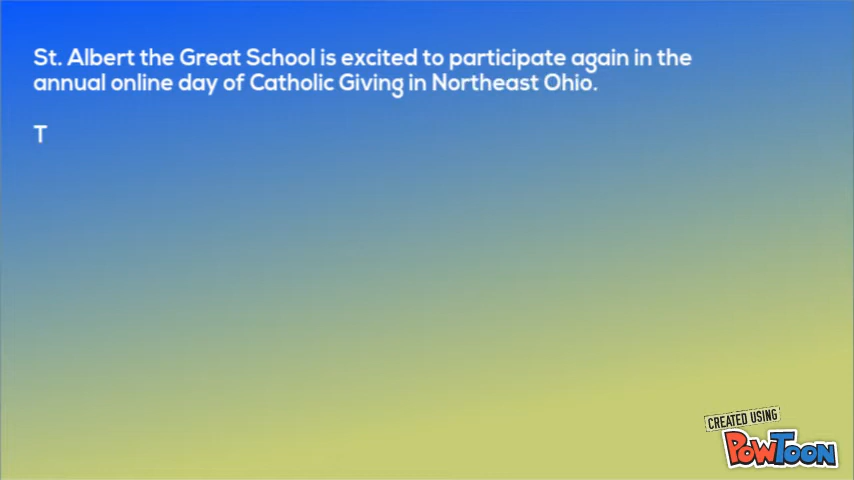 St. Albert the Great School is excited to participate again in the
annual online day of Catholic Giving in Northeast Ohio.
T
CREATED USING
POWTOON